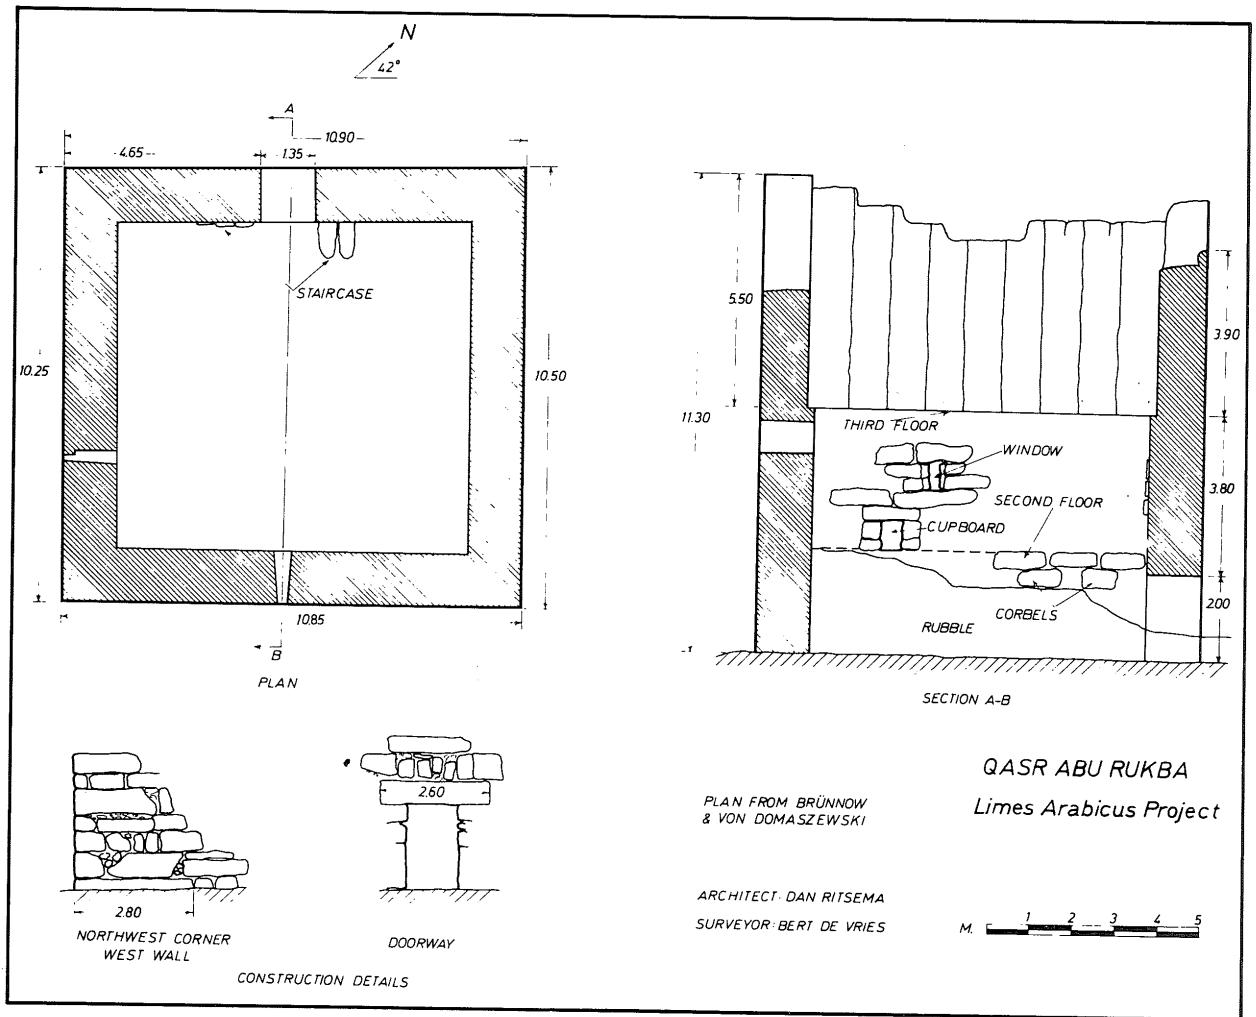 N
42°
A
10.90
4.65
1.35
STAIRCASE
10.25
10.50
10.85
B
PLAN
5.50
3.90
11.30
THIRD FLOOR
WINDOW
SECOND FLOOR
3.80
CUPBOARD
CORBELS
2.00
RUBBLE
SECTION A-B
2.80
NORTHWEST CORNER
WEST WALL
2.60
DOORWAY
CONSTRUCTION DETAILS
QASR ABU RUKBA
Limes Arabicus Project
PLAN FROM BRÜNNOW
& VON DOMASZEWSKI
ARCHITECT: DAN RITSEMA
SURVEYOR: BERT DE VRIES
M. 1 2 3 4 5